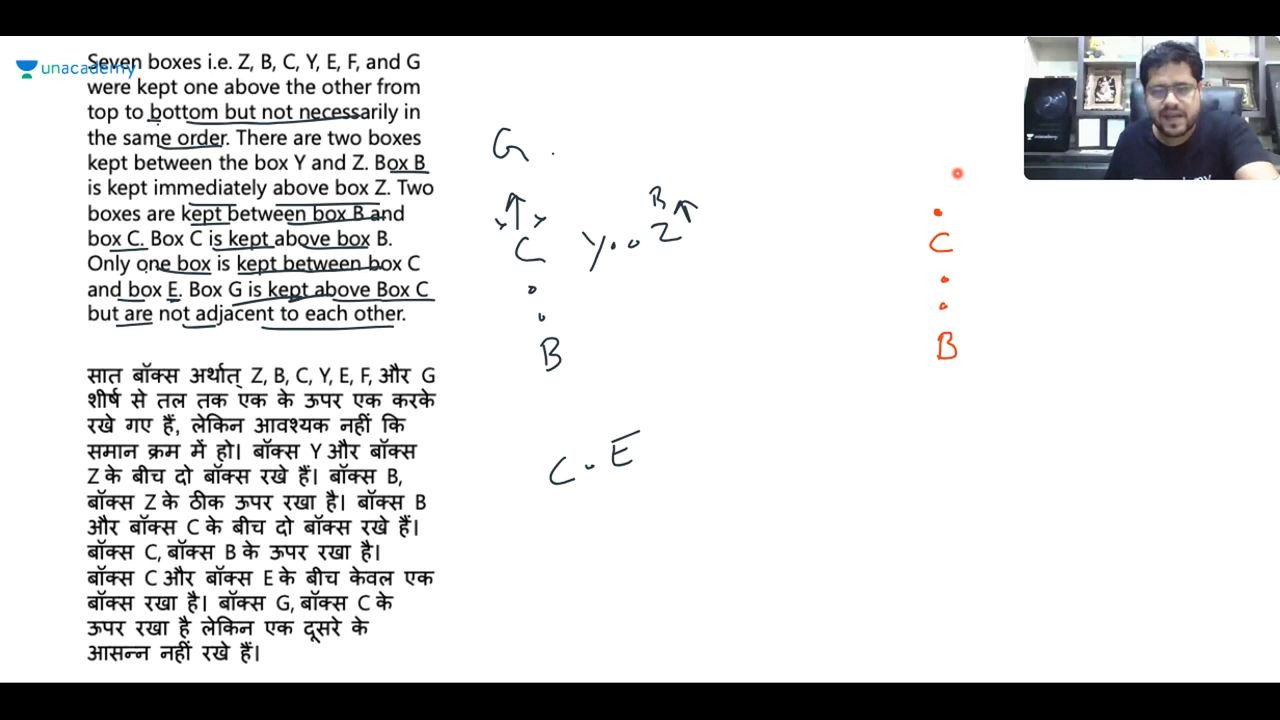 Seven boxes i.e. Z, B, C, Y, E, F, and G
unacademy
were kept one above the other from
top to bottom but not necessarily in
the same order. There are two boxes
kept between the box Y and Z. Box B
is kept immediately above box Z. Two
boxes are kept between box B and
box C. Box C is kept above box B.
Only one box is kept between box C
and box E. Box G is kept above Box C
but are not adjacent to each other.
सात बॉक्स अर्थात् Z, B, C, Y, E, F, और G
शीर्ष से तल तक एक के ऊपर एक करके
रखे गए हैं, लेकिन आवश्यक नहीं कि
समान क्रम में हो। बॉक्स Y और बॉक्स
Z के बीच दो बॉक्स रखे हैं। बॉक्स B,
बॉक्स Z के ठीक ऊपर रखा है। बॉक्स B
और बॉक्स C के बीच दो बॉक्स रखे हैं।
बॉक्स C, बॉक्स B के ऊपर रखा है।
बॉक्स C और बॉक्स E के बीच केवल एक
बॉक्स रखा है। बॉक्स G, बॉक्स C के
ऊपर रखा है लेकिन एक दूसरे के
आसन्न नहीं रखे हैं।
G
C
B
B
Y . . Z
C . E
C
B